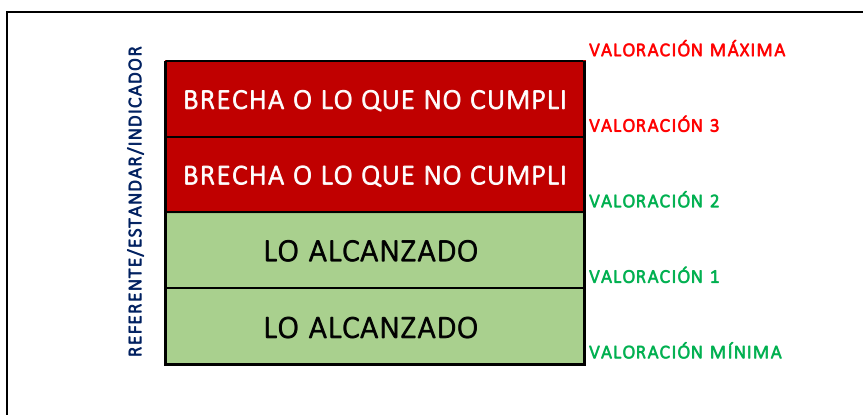 REFERENTE/ESTANDAR/INDICADOR
VALORACIÓN MÁXIMA
BRECHA O LO QUE NO CUMPLI
VALORACIÓN 3
BRECHA O LO QUE NO CUMPLI
VALORACIÓN 2
LO ALCANZADO
VALORACIÓN 1
LO ALCANZADO
VALORACIÓN MÍNIMA